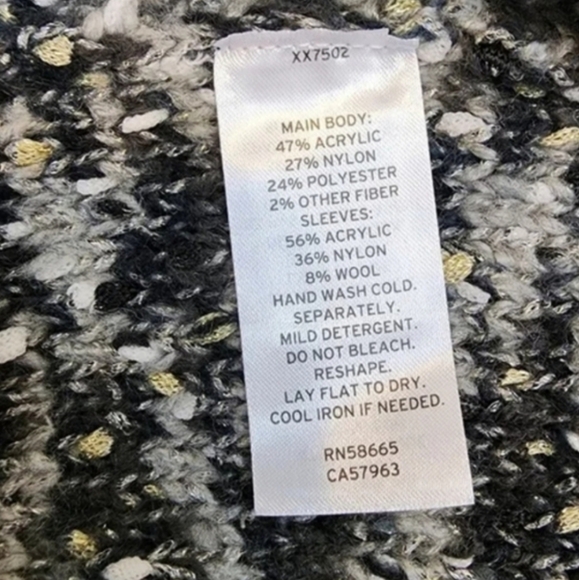 XX7502
MAIN BODY:
47% ACRYLIC
27% NYLON
24% POLYESTER
2% OTHER FIBER
SLEEVES:
56% ACRYLIC
36% NYLON
8% WOOL
HAND WASH COLD.
SEPARATELY.
MILD DETERGENT.
DO NOT BLEACH.
RESHAPE.
LAY FLAT TO DRY.
COOL IRON IF NEEDED.
RN58665
CA57963